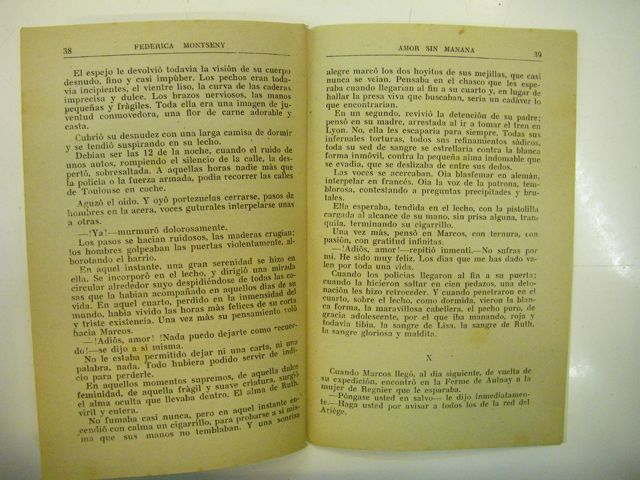 38 FEDERICA MONTYSENY
El espejo le devolvió todavía la visión de su cuerpo
desnudo, fino y casi impúber. Los pechos eran toda-
vía incipientes, el vientre liso, la curva de las caderas
imprecisa y dulce. Los brazos nerviosos, las manos
pequeñas y frágiles. Toda ella era una imagen de ju-
ventud conmovedora, una flor de carne adorable y
casta.
Cubrió su desnudez con una larga camisa de dormir
y se tendió suspirando en su lecho.
Debían ser las 12 de la noche, cuando el ruido de
unos autos, rompiendo el silencio de la calle, la des-
pertó, sobresaltada. A aquellas horas nadie más que
la policía o la fuerza armada, podía recorrer las calles
de Toulouse en coche.
Aguzó el oído. Y oyó portezuelas cerrarse, pasos de
hombres en la acera, voces guturales interpelarse unas
a otras.
—¡Ya!—murmuró dolorosamente.
Los pasos se hacían ruidosos, las maderas crugían:
los hombres golpeaban las puertas violentamente, al-
borotando el barrio.
En aquel instante, una gran serenidad se hizo en
ella. Se incorporó en el lecho, y dirigió una mirada
circular alrededor suyo despidiéndose de todas las co-
sas que la habían acompañado en aquellos días de su
vida. En aquel cuarto, perdido en la inmensidad del
mundo, había vivido las horas más felices de su corta
y triste existencia. Una vez más su pensamiento voló
hacia Marcos.
—¡Adiós, amor! ¡Nada puedo dejarte como recuer-
do!—se dijo a sí misma.
No le estaba permitido dejar ni una carta, ni una
palabra, nada. Todo hubiera podido servir de indi-
cio para perderle.
En aquellos momentos supremos, de aquella dulce
feminidad, de aquella frágil y suave criatura, surgió
el alma oculta que llevaba dentro. El alma de Ruth,
viril y entera.
No fumaba casi nunca, pero en aquel instante en-
cendió con calma un cigarrillo, para probarse a sí mis-
ma que sus manos no temblaban. Y una sonrisa
AMOR SIN MAÑANA 39
alegre marcó los dos hoyitos de sus mejillas, que casi
nunca se veían. Pensaba en el chasco que les espe-
raba cuando llegaran al fin a su cuarto y, en lugar de
hallar la presa viva que buscaban, sería un cadáver lo
que encontrarían.
En un segundo, revivió la detención de su padre;
pensó en su madre, arrestada al ir a tomar el tren en
Lyon. No, ella les escaparía para siempre. Todas sus
infernales torturas, todos sus refinamientos sádicos,
toda su sed de sangre se estrellaría contra la blanca
forma inmóvil, contra la pequeña alma indomable que
se evadía, que se deslizaba de entre sus dedos.
Las voces se acercaban. Oía blasfemar en alemán,
interpelar en francés. Oía la voz de la patrona, tem-
blorosa, contestando a preguntas precipitadas y bru-
tales.
Ella esperaba, tendida en el lecho, con la pistolilla
cargada al alcance de su mano, sin prisa alguna, tran-
quila, terminando su cigarrillo.
Una vez más, pensó en Marcos, con ternura, con
pasión, con gratitud infinitas.
—¡Adiós, amor!—repitió in menti.—No sufras por
mí. He sido muy feliz. Los días que me has dado va-
len por toda una vida.
Cuando los policías llegaron al fin a su puerta;
cuando la hicieron saltar en cien pedazos, una deto-
nación les hizo retroceder. Y cuando penetraron en el
cuarto, sobre el lecho, como dormida, vieron la blan-
ca forma, la maravillosa cabellera, el pecho puro, de
gracia adolescente, por el que iba manando, roja y
todavía tibia, la sangre de Lisa, la sangre de Ruth,
la sangre gloriosa y maldita.
X
Cuando Marcos llegó, al día siguiente, de vuelta de
su expedición, encontró en la Ferme de Aulnay a la
mujer de Regnier que le esperaba.
—Póngase usted en salvo— le dijo inmediatamen-
te.—Haga usted por avisar a todos los de la red del
Ariège.